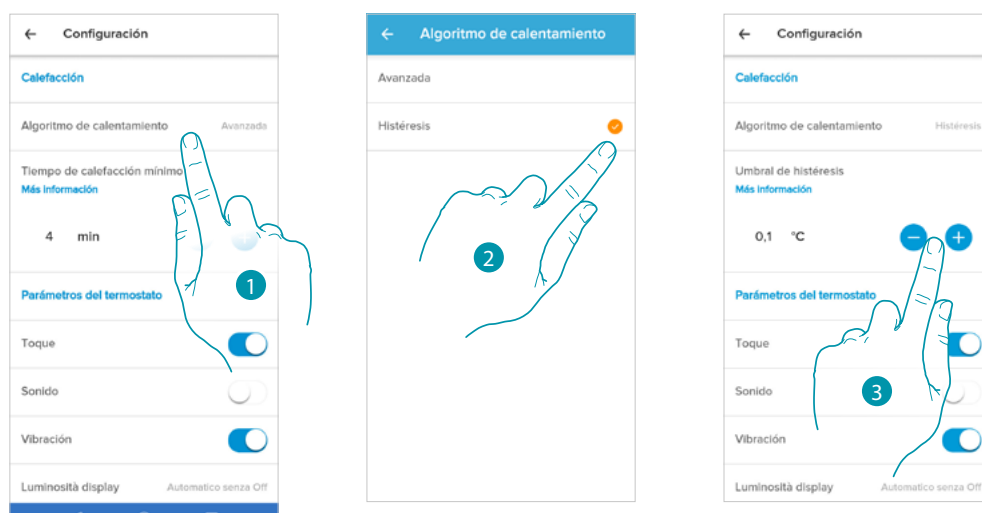 Configuración
Calefacción
Algoritmo de calentamiento Avanzada
Tiempo de calefacción mínimo
Más información
4 min
1
Parámetros del termostato
Toque
Sonido
Vibración
Luminosità display Automatico senza Off
Algoritmo de calentamiento
Avanzada
Histéresis
2
Configuración
Calefacción
Algoritmo de calentamiento Histéresis
Umbral de histéresis
Más información
0,1 °C
Parámetros del termostato
Toque
Sonido
3
Vibración
Luminosità display Automatico senza Off